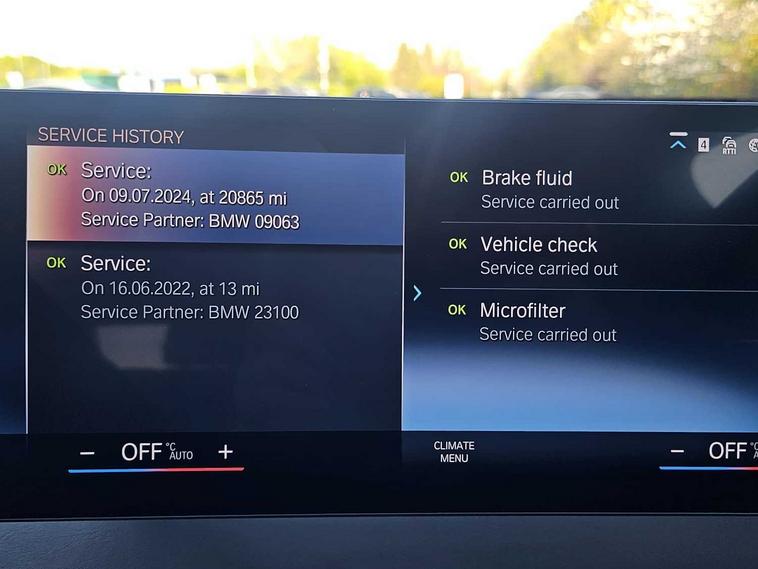 SERVICE HISTORY
OK Service:
On 09.07.2024, at 20865 mi
Service Partner: BMW 09063
OK Service:
On 16.06.2022, at 13 mi
Service Partner: BMW 23100
4
RTTI
OK Brake fluid
Service carried out
OK Vehicle check
Service carried out
OK Microfilter
Service carried out
− OFF °C AUTO +
CLIMATE
MENU
− OFF °C